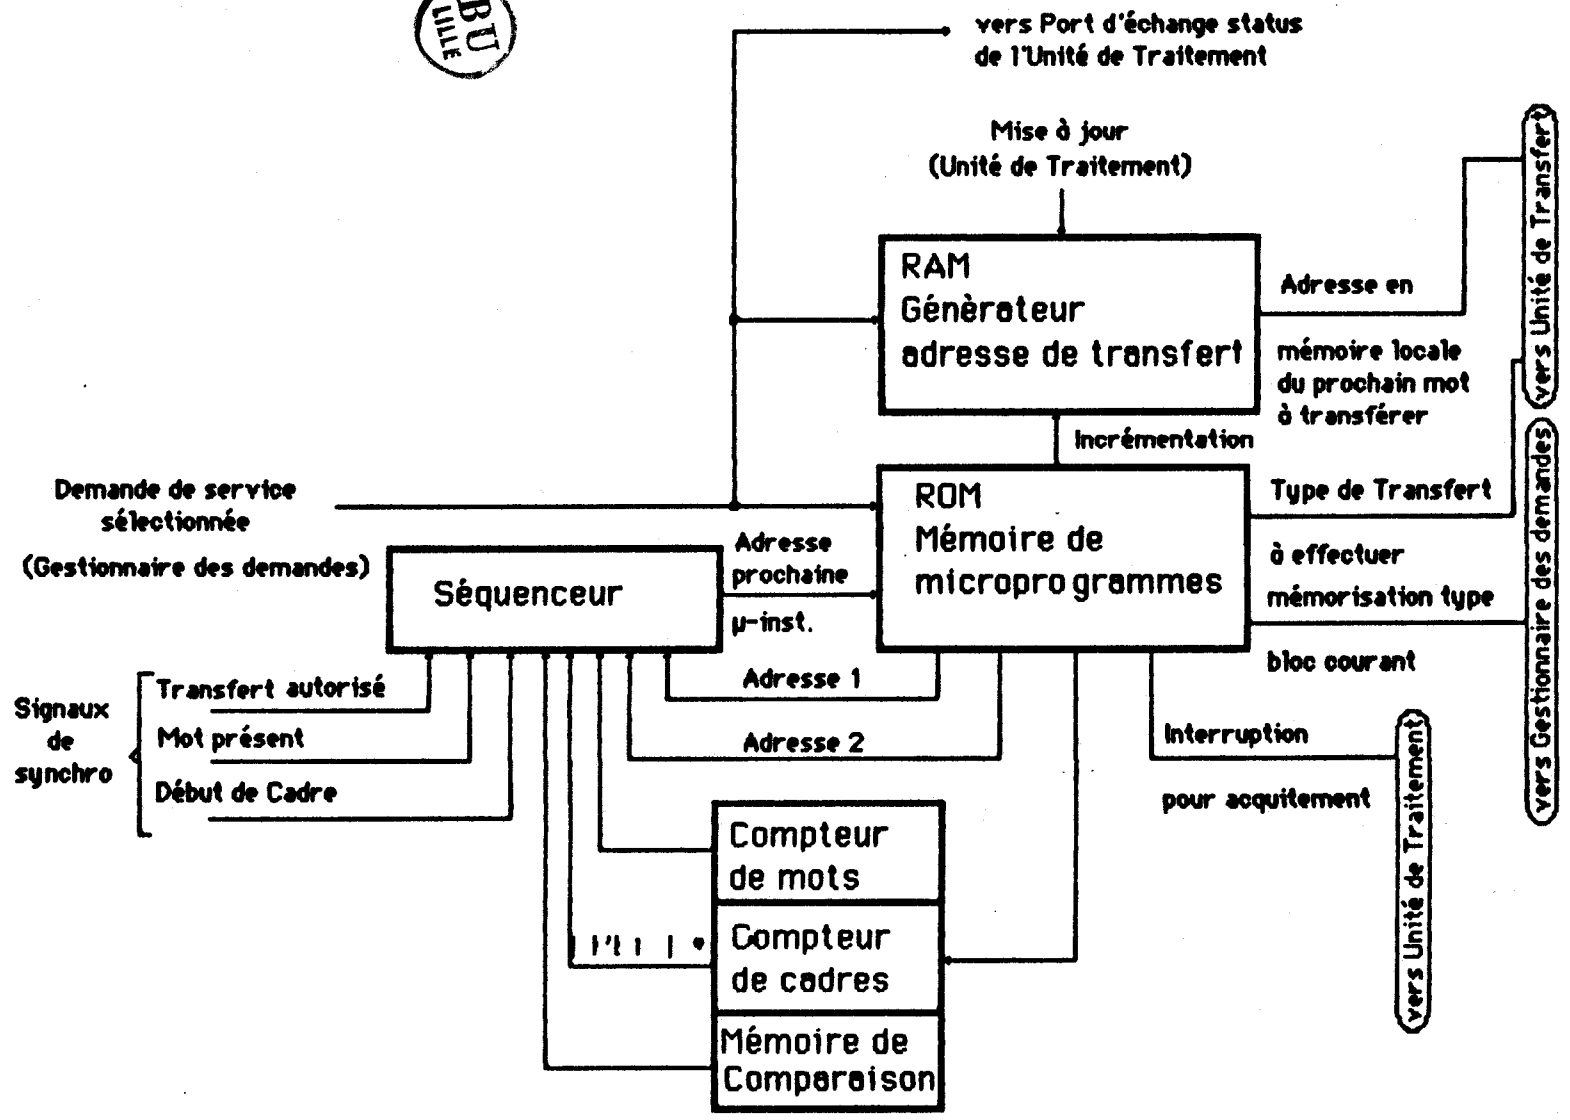 BU
LILLE
vers Port d'échange status
de l'Unité de Traitement
Mise à jour
(Unité de Traitement)
RAM
Génèrateur
adresse de transfert
Adresse en
mémoire locale
du prochain mot
à transférer
vers Unité de Transfert
Incrémentation
Demande de service
sélectionnée
(Gestionnaire des demandes)
ROM
Mémoire de
micropro grammes
Type de Transfert
à effectuer
mémorisation type
bloc courant
vers Gestionnaire des demandes
Séquenceur
Adresse
prochaine
µ-inst.
Adresse 1
Adresse 2
Signaux
de
synchro
Transfert autorisé
Mot présent
Début de Cadre
Interruption
pour acquitement
vers Unité de Traitement
Compteur
de mots
Compteur
de cadres
Mémoire de
Comparaison